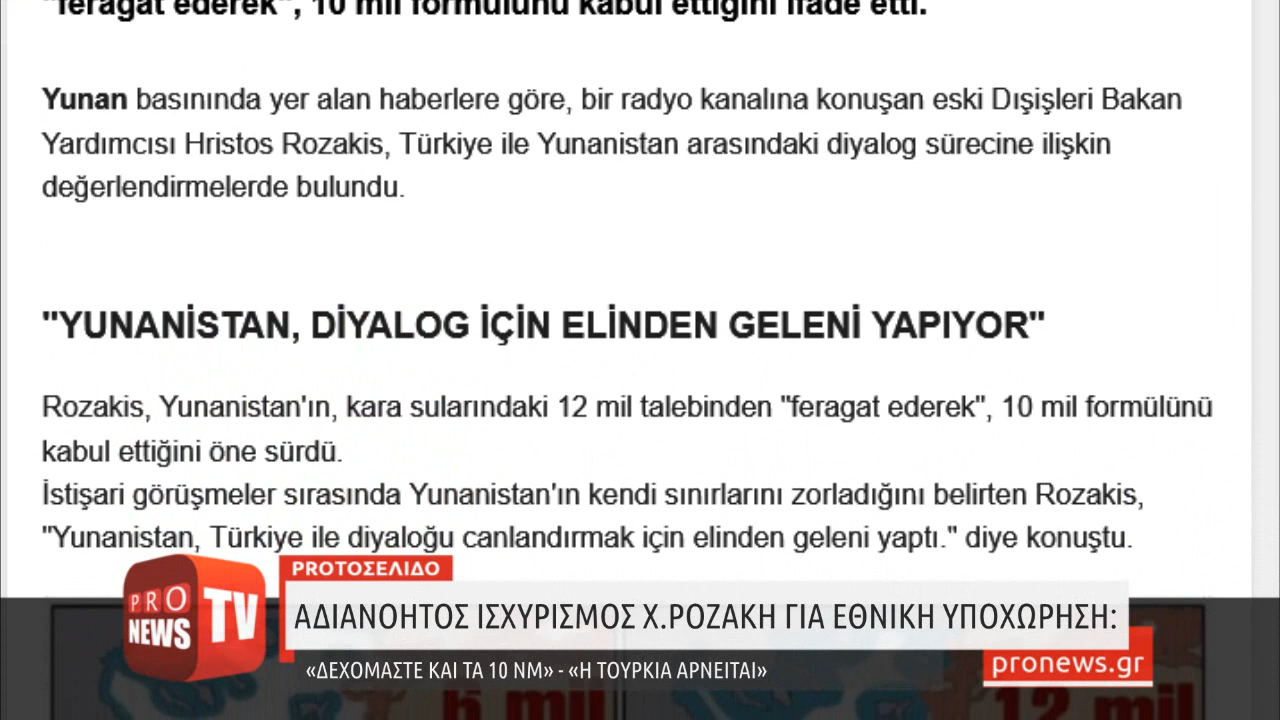 "feragat ederek", 10 mil formülünü kabul ettiğini ifade etti.
Yunan basınında yer alan haberlere göre, bir radyo kanalına konuşan eski Dışişleri Bakan
Yardımcısı Hristos Rozakis, Türkiye ile Yunanistan arasındaki diyalog sürecine ilişkin
değerlendirmelerde bulundu.
"YUNANİSTAN, DİYALOG İÇİN ELİNDEN GELENİ YAPIYOR"
Rozakis, Yunanistan'ın, kara sularındaki 12 mil talebinden "feragat ederek", 10 mil formülünü
kabul ettiğini öne sürdü.
İstişari görüşmeler sırasında Yunanistan'ın kendi sınırlarını zorladığını belirten Rozakis,
"Yunanistan, Türkiye ile diyaloğu canlandırmak için elinden geleni yaptı." diye konuştu.
PROTOΣΕΛΙΔΟ
PRO
NEWS
TV
ΑΔΙΑΝΟΗΤΟΣ ΙΣΧΥΡΙΣΜΟΣ Χ.ΡΟΖΑΚΗ ΓΙΑ ΕΘΝΙΚΗ ΥΠΟΧΩΡΗΣΗ:
«ΔΕΧΟΜΑΣΤΕ ΚΑΙ ΤΑ 10 ΝΜ» - «Η ΤΟΥΡΚΙΑ ΑΡΝΕΙΤΑΙ»
pronews.gr
6 mil
12 mil